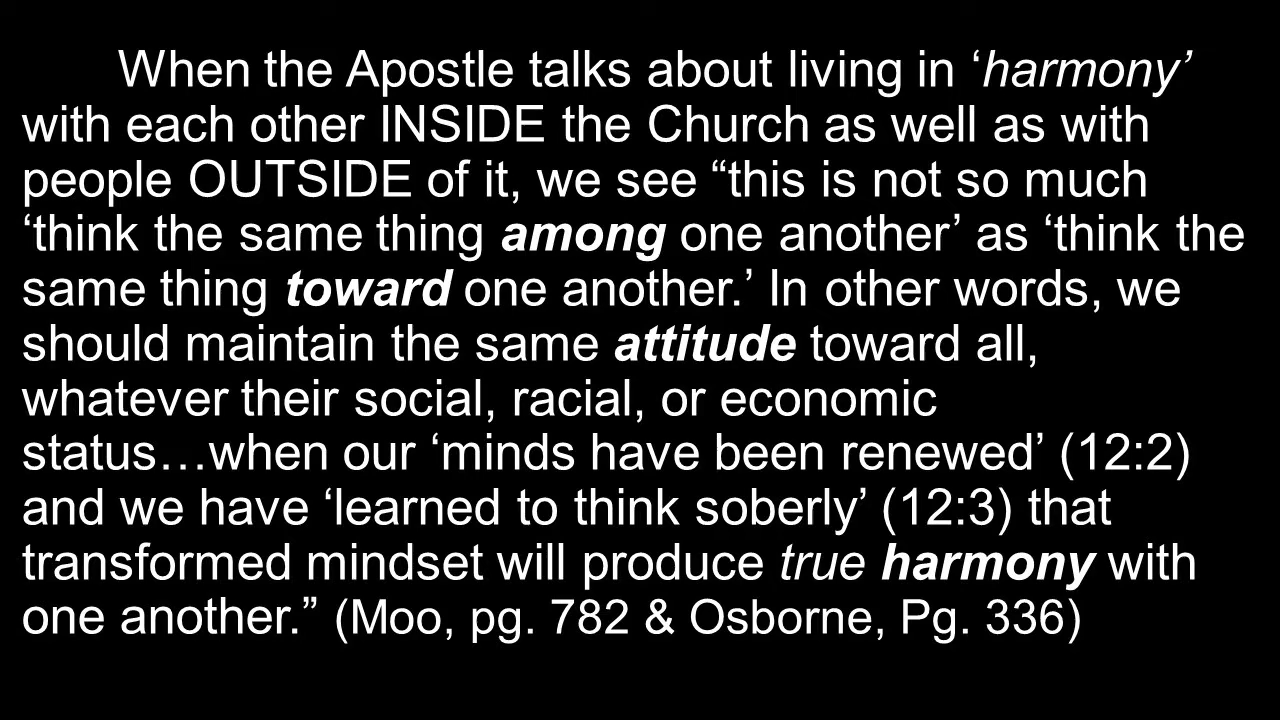 When the Apostle talks about living in ‘harmony’
with each other INSIDE the Church as well as with
people OUTSIDE of it, we see “this is not so much
‘think the same thing among one another’ as ‘think the
same thing toward one another.’ In other words, we
should maintain the same attitude toward all,
whatever their social, racial, or economic
status…when our ‘minds have been renewed’ (12:2)
and we have ‘learned to think soberly’ (12:3) that
transformed mindset will produce true harmony with
one another.” (Moo, pg. 782 & Osborne, Pg. 336)